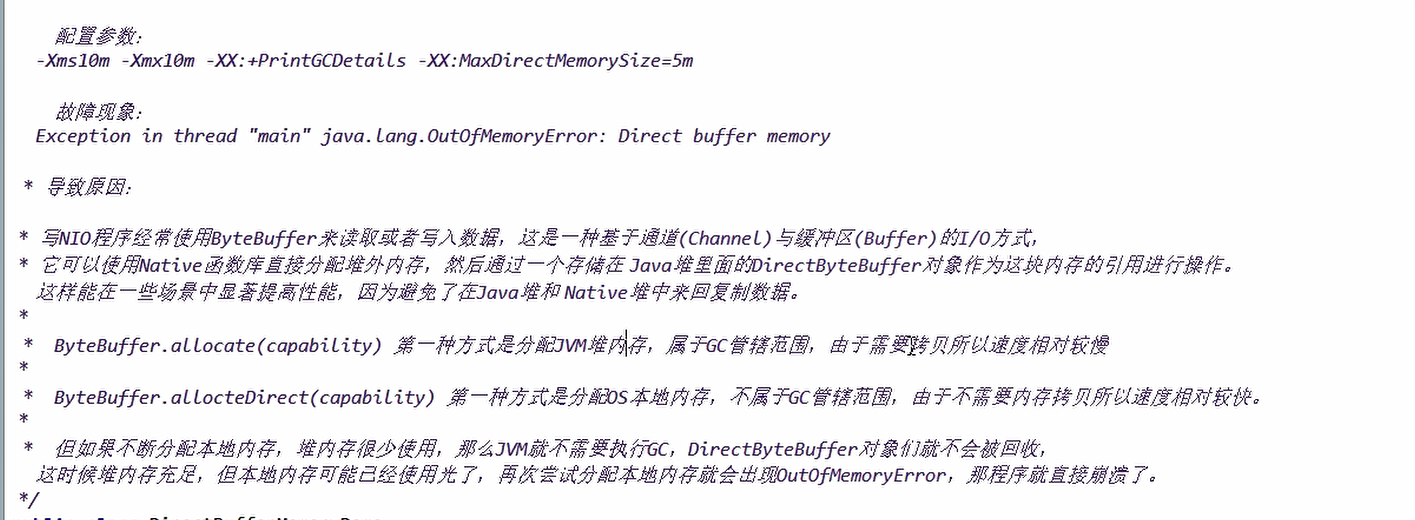 配置参数：
-Xms10m -Xmx10m -XX:+PrintGCDetails -XX:MaxDirectMemorySize=5m
故障现象：
Exception in thread "main" java.lang.OutOfMemoryError: Direct buffer memory
* 导致原因：
* 写NIO程序经常使用ByteBuffer来读取或者写入数据，这是一种基于通道(Channel)与缓冲区(Buffer)的I/O方式，
* 它可以使用Native函数库直接分配堆外内存，然后通过一个存储在Java堆里面的DirectByteBuffer对象作为这块内存的引用进行操作。
这样能在一些场景中显著提高性能，因为避免了在Java堆和Native堆中来回复制数据。
*
* ByteBuffer.allocate(capability) 第一种方式是分配JVM堆内存，属于GC管辖范围，由于需要拷贝所以速度相对较慢
*
* ByteBuffer.allocteDirect(capability) 第一种方式是分配OS本地内存，不属于GC管辖范围，由于不需要内存拷贝所以速度相对较快。
*
* 但如果不断分配本地内存，堆内存很少使用，那么JVM就不需要执行GC，DirectByteBuffer对象们就不会被回收，
这时候堆内存充足，但本地内存可能已经使用光了，再次尝试分配本地内存就会出现OutOfMemoryError，那程序就直接崩溃了。
*/